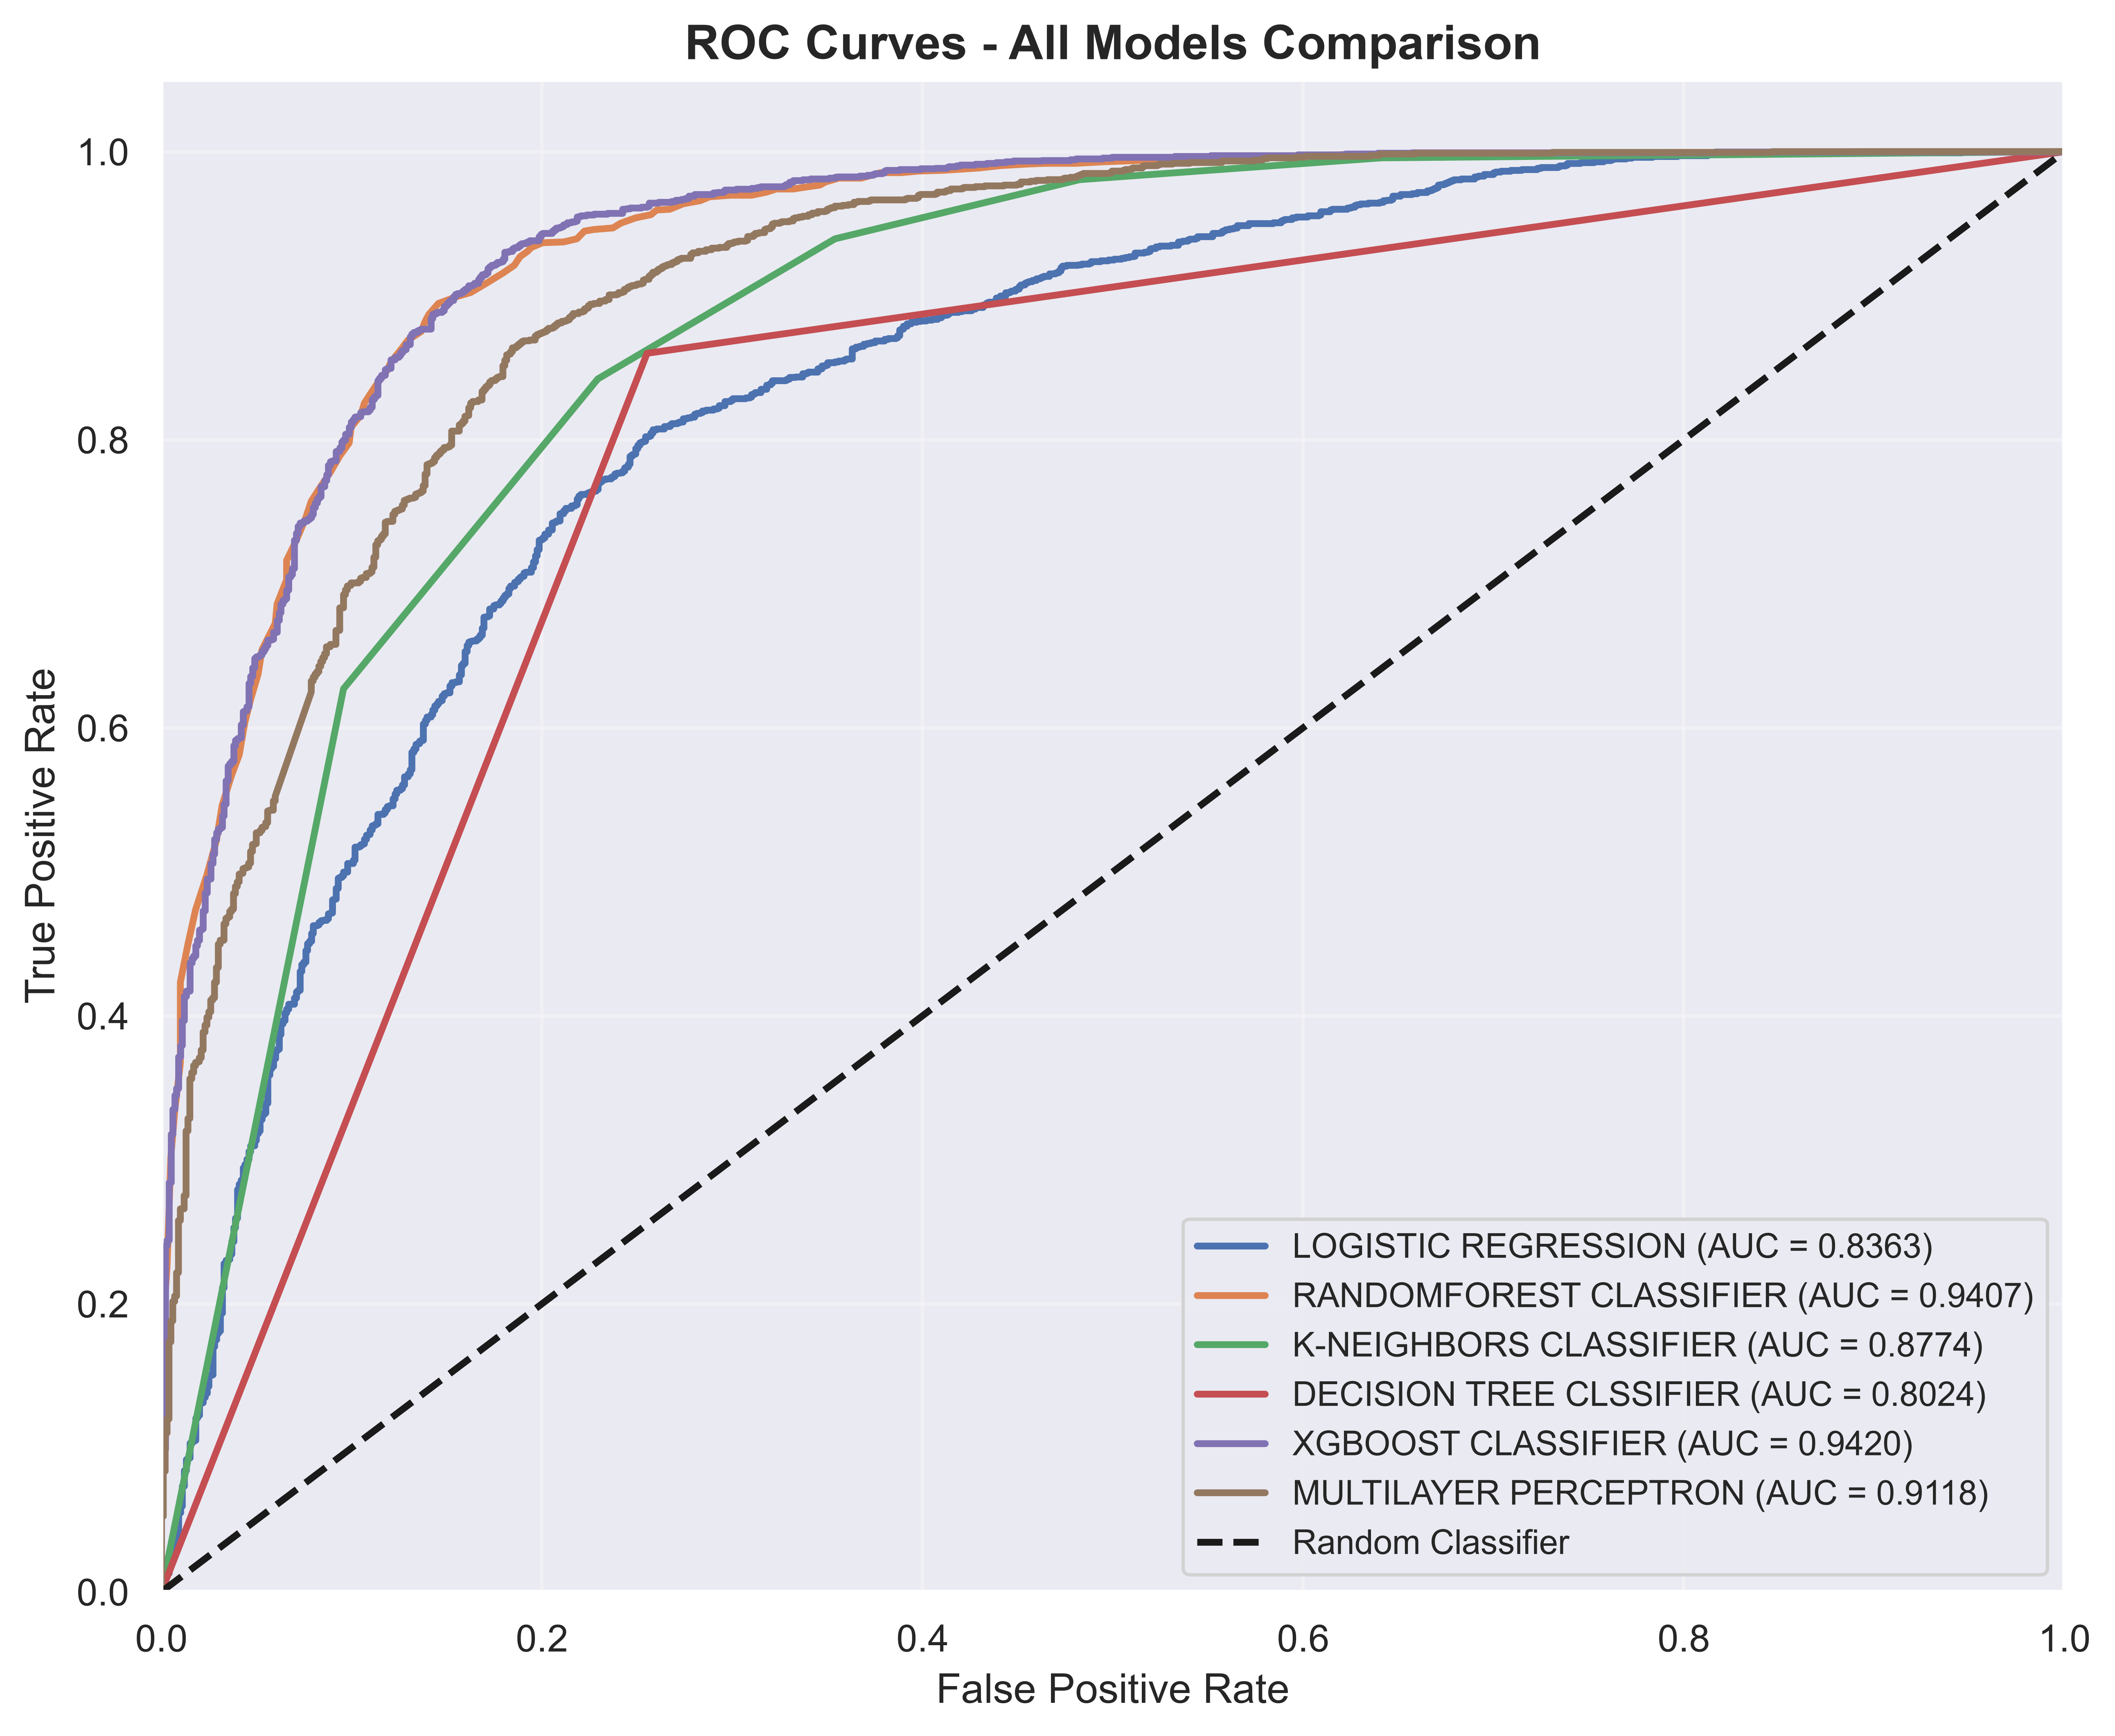 ROC Curves - All Models Comparison
True Positive Rate
1.0
0.8
0.6
0.4
0.2
0.0
0.0 0.2 0.4 0.6 0.8 1.0
False Positive Rate
LOGISTIC REGRESSION (AUC = 0.8363)
RANDOMFOREST CLASSIFIER (AUC = 0.9407)
K-NEIGHBORS CLASSIFIER (AUC = 0.8774)
DECISION TREE CLSSIFIER (AUC = 0.8024)
XGBOOST CLASSIFIER (AUC = 0.9420)
MULTILAYER PERCEPTRON (AUC = 0.9118)
Random Classifier